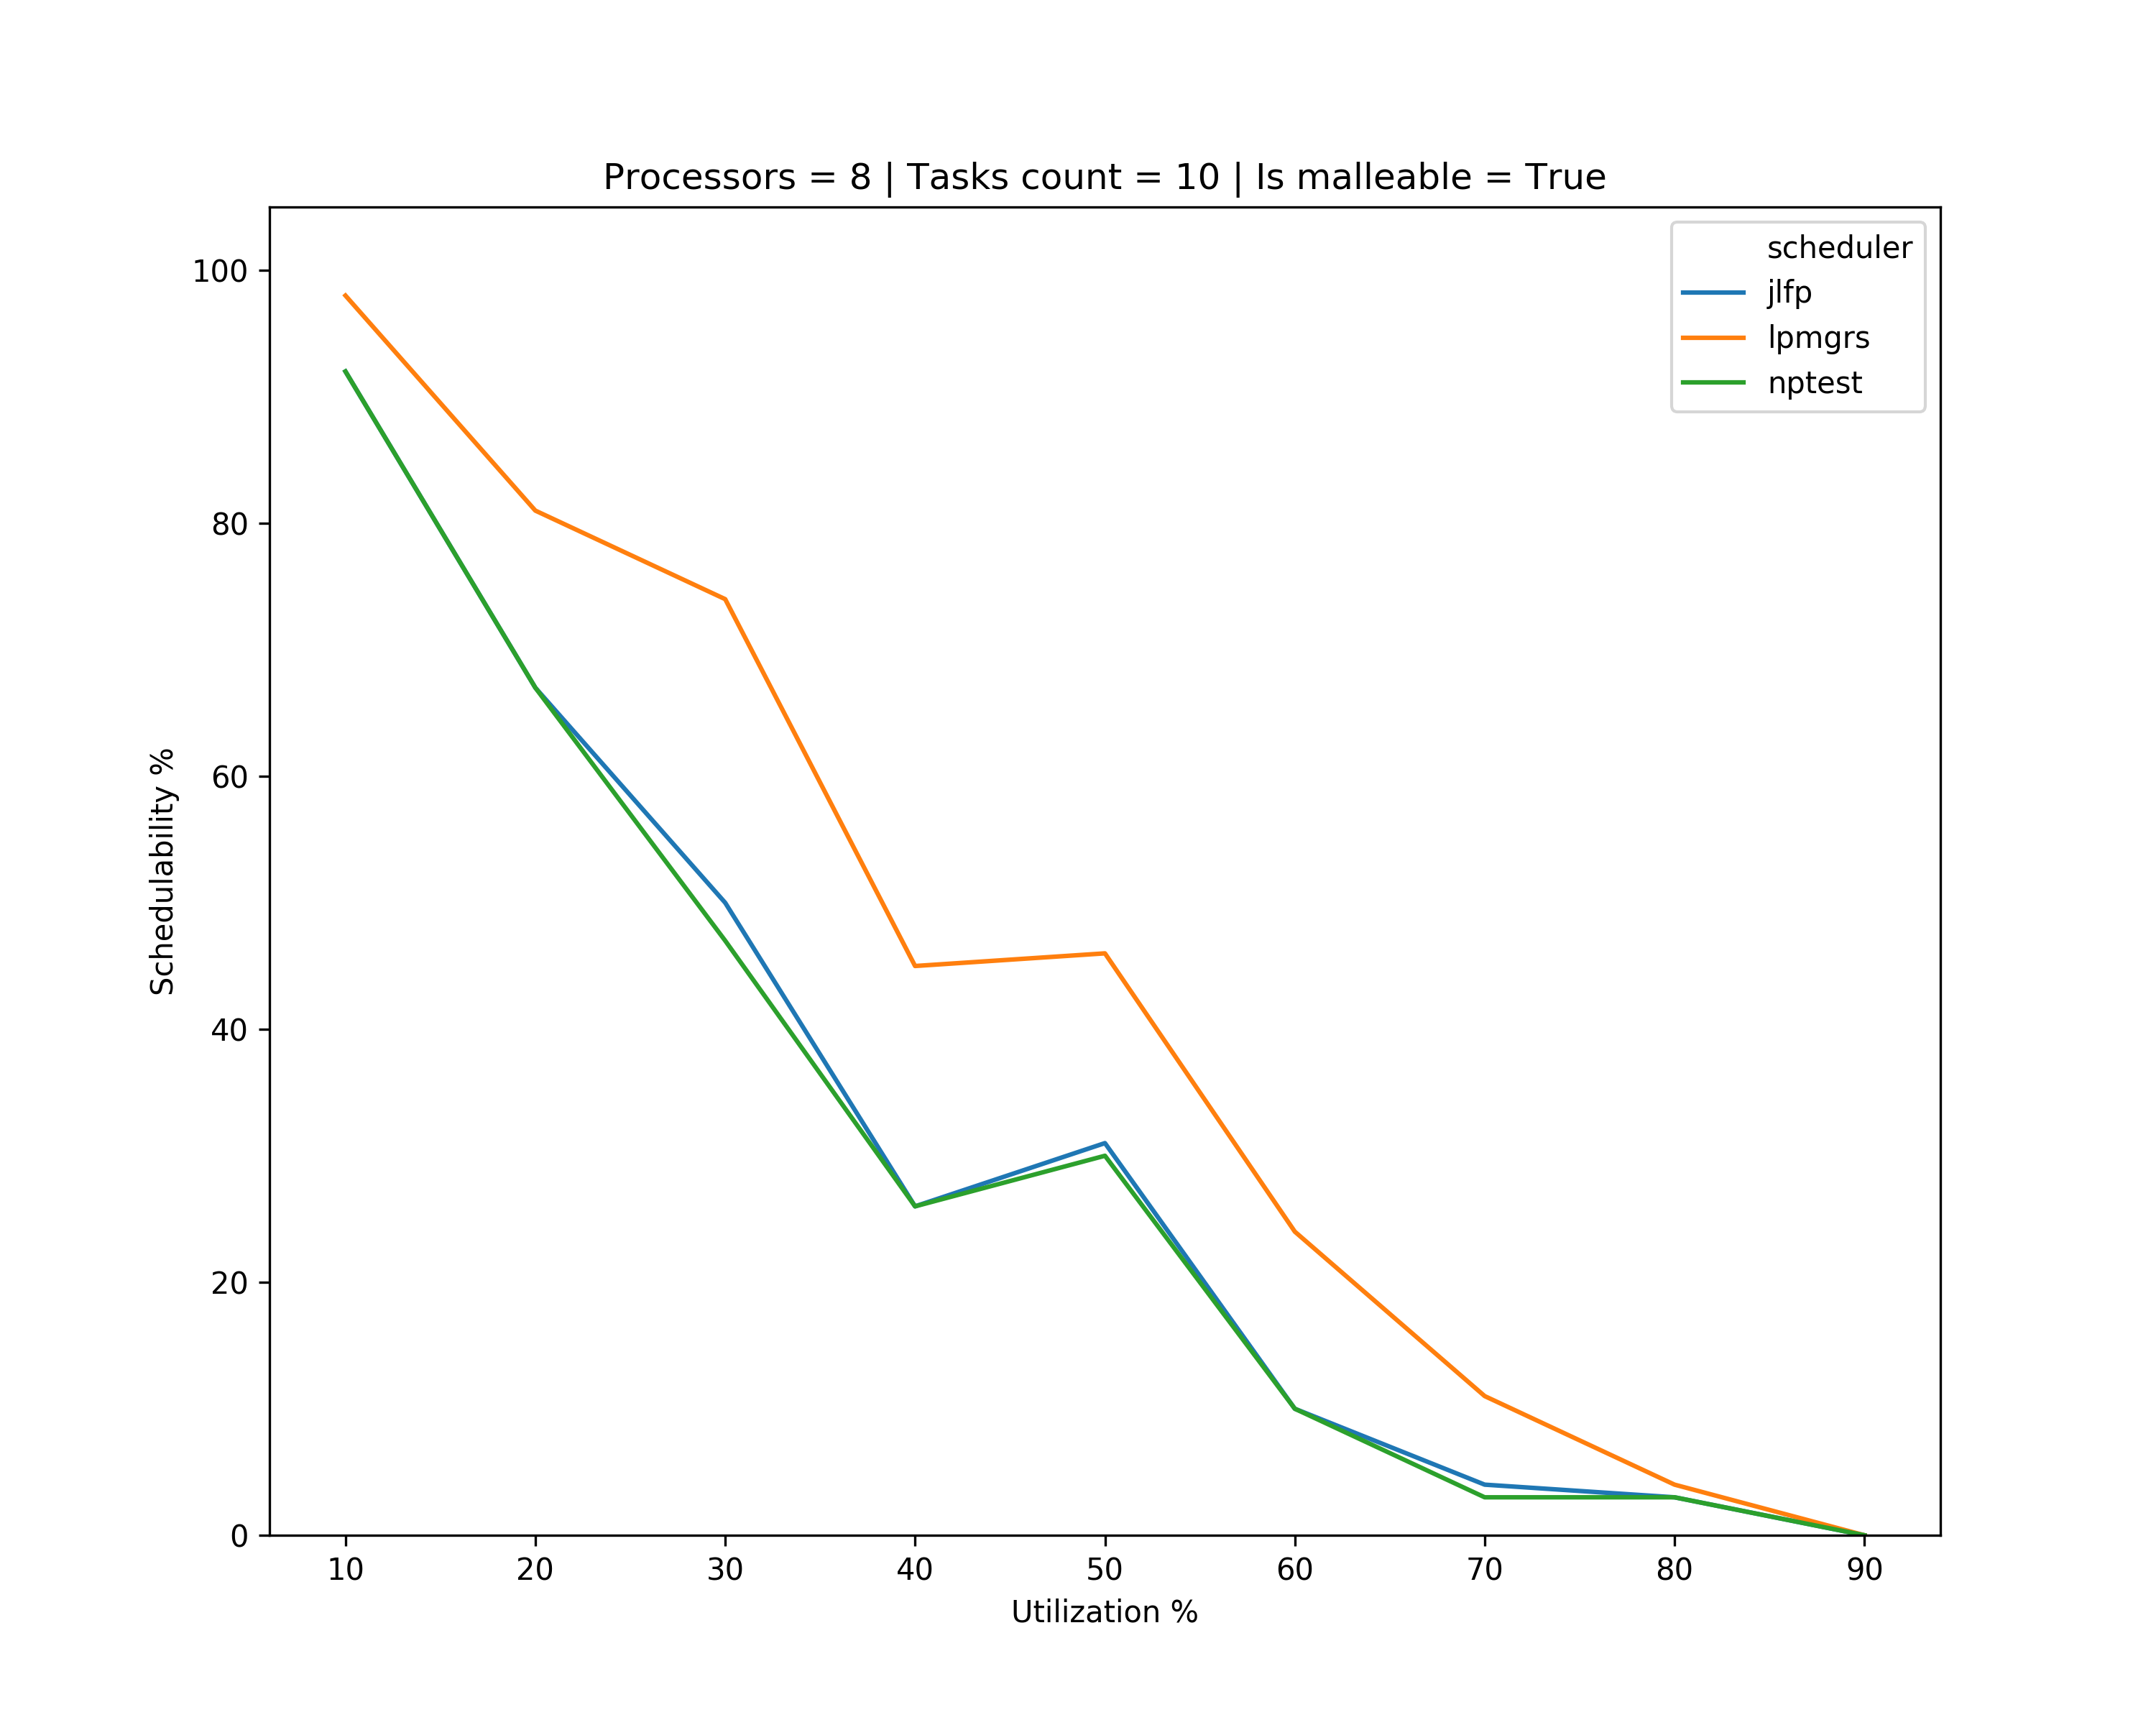 Processors = 8 | Tasks count = 10 | Is malleable = True
scheduler
jlfp
lpmgrs
nptest
Schedulability %
100
80
60
40
20
0
10 20 30 40 50 60 70 80 90
Utilization %